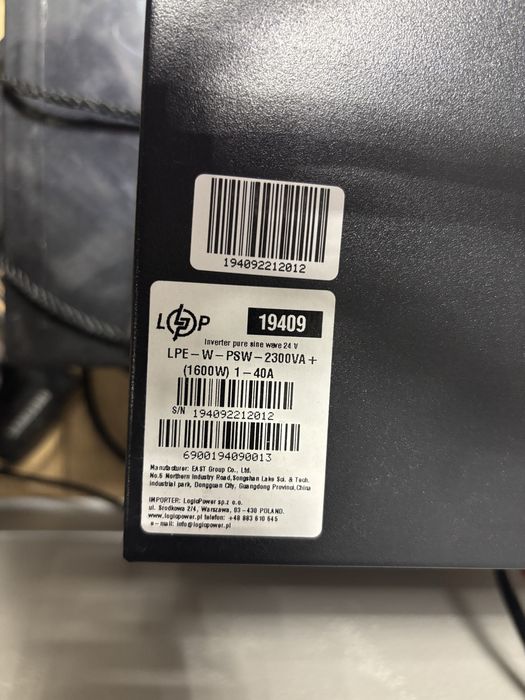 194092212012
LP 19409
Inverter pure sine wave 24 V
LPE-W-PSW-2300VA+
(1600W) 1-40A
S/N 194092212012
6900194090013
Manufacturer: EAST Group Co., Ltd.
No.6 Northern Industry Road, Songshan Lake Sci. & Tech.
industrial park, Dongguan City, Guangdong Provinci, China
IMPORTER: LogicPower sp.z o.o.
ul. Srodkowa 2/4, Warszawa, 03-430 POLAND.
www.logicpower.pl telefon: +48 883 610 645
e-mail: info@logicpower.pl